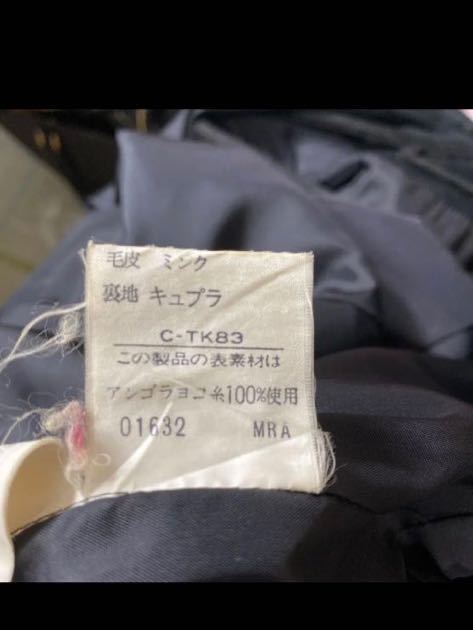 毛皮 ミンク
裏地 キュプラ
C-TK83
この製品の表素材は
アンゴラヨコ糸100%使用
01632 MRA